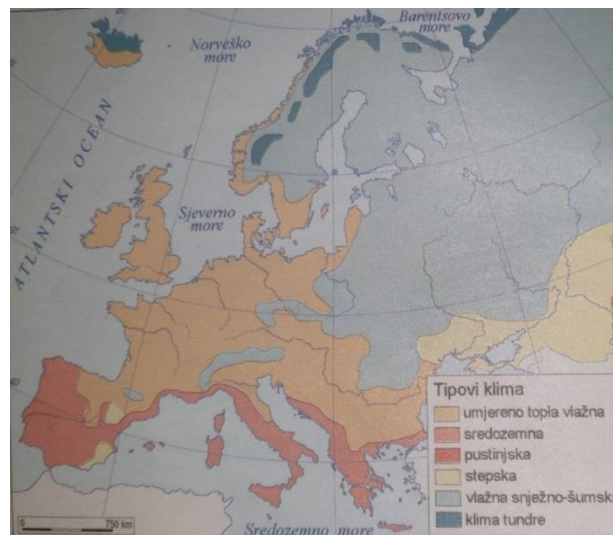 Barentsovo
more
Norveško
more
ATLANTSKI OCEAN
Sjeverno
more
Tipovi klima
umjereno topla vlažna
sredozemna
pustinjska
stepska
vlažna snježno-šumsk
klima tundre
0 750 km
Sredozemno more